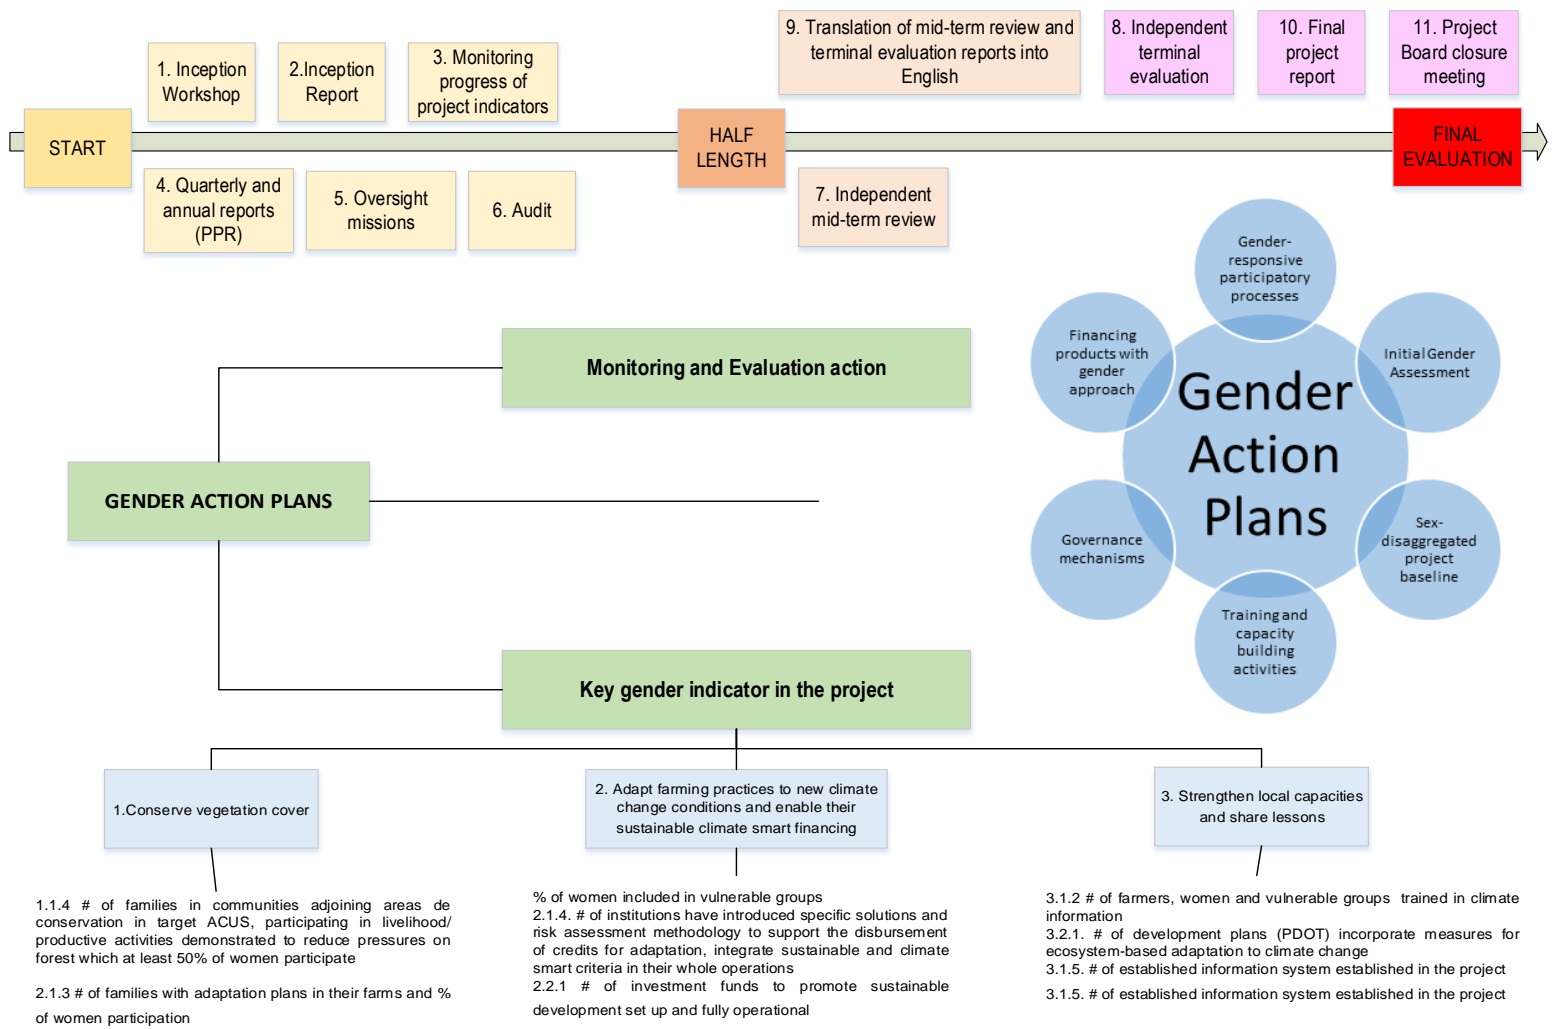 9. Translation of mid-term review and
terminal evaluation reports into
English
8. Independent
terminal
evaluation
10. Final
project
report
11. Project
Board closure
meeting
1. Inception
Workshop
2.Inception
Report
3. Monitoring
progress of
project indicators
START
HALF
LENGTH
FINAL
EVALUATION
4. Quarterly and
annual reports
(PPR)
5. Oversight
missions
6. Audit
7. Independent
mid-term review
Gender-
responsive
participatory
processes
Financing
products with
gender
approach
Initial Gender
Assessment
Gender
Action
Plans
Governance
mechanisms
Sex-
disaggregated
project
baseline
Training and
capacity
building
activities
Monitoring and Evaluation action
GENDER ACTION PLANS
Key gender indicator in the project
1.Conserve vegetation cover
2. Adapt farming practices to new climate
change conditions and enable their
sustainable climate smart financing
3. Strengthen local capacities
and share lessons
1.1.4 # of families in communities adjoining areas de
conservation in target ACUS, participating in livelihood/
productive activities demonstrated to reduce pressures on
forest which at least 50% of women participate
2.1.3 # of families with adaptation plans in their farms and %
of women participation
% of women included in vulnerable groups
2.1.4. # of institutions have introduced specific solutions and
risk assessment methodology to support the disbursement
of credits for adaptation, integrate sustainable and climate
smart criteria in their whole operations
2.2.1 # of investment funds to promote sustainable
development set up and fully operational
3.1.2 # of farmers, women and vulnerable groups trained in climate
information
3.2.1. # of development plans (PDOT) incorporate measures for
ecosystem-based adaptation to climate change
3.1.5. # of established information system established in the project
3.1.5. # of established information system established in the project